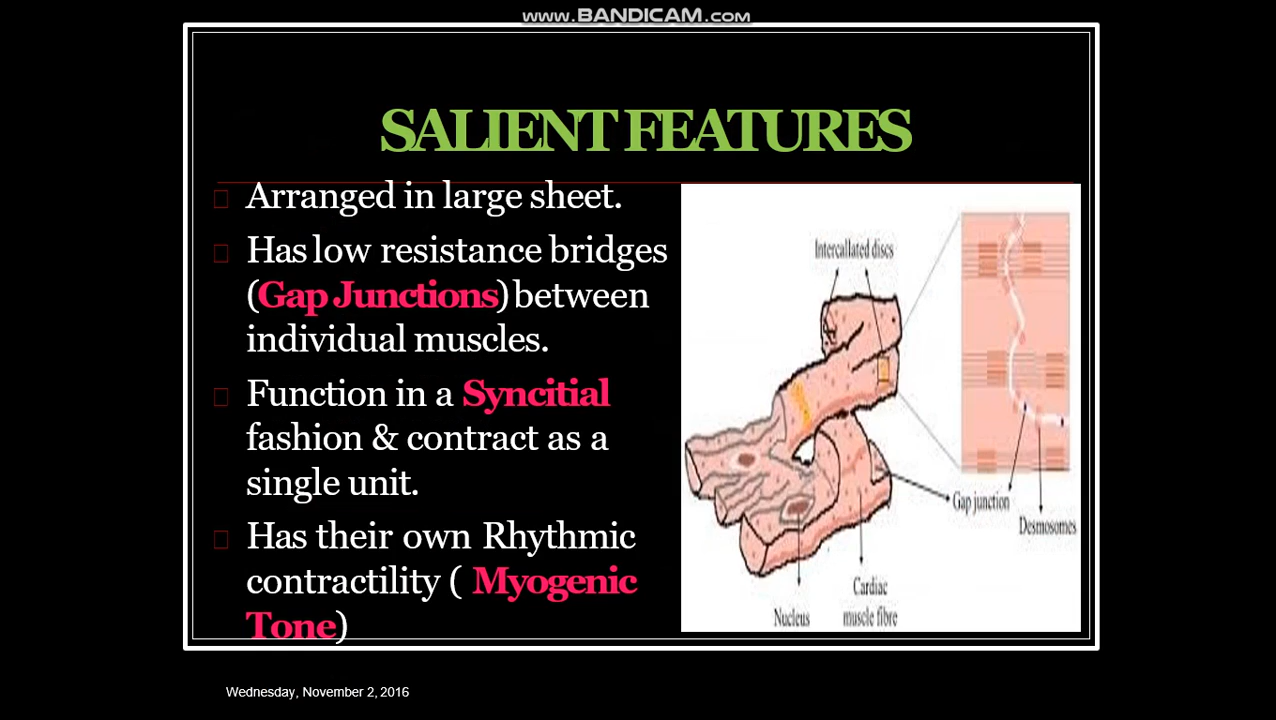 www.BANDICAM.com
SALIENT FEATURES
Arranged in large sheet.
Has low resistance bridges
(Gap Junctions) between
individual muscles.
Function in a Syncitial
fashion & contract as a
single unit.
Has their own Rhythmic
contractility ( Myogenic
Tone)
Intercallated discs
Gap junction
Desmosomes
Cardiac
muscle fibre
Nucleus
Wednesday, November 2, 2016